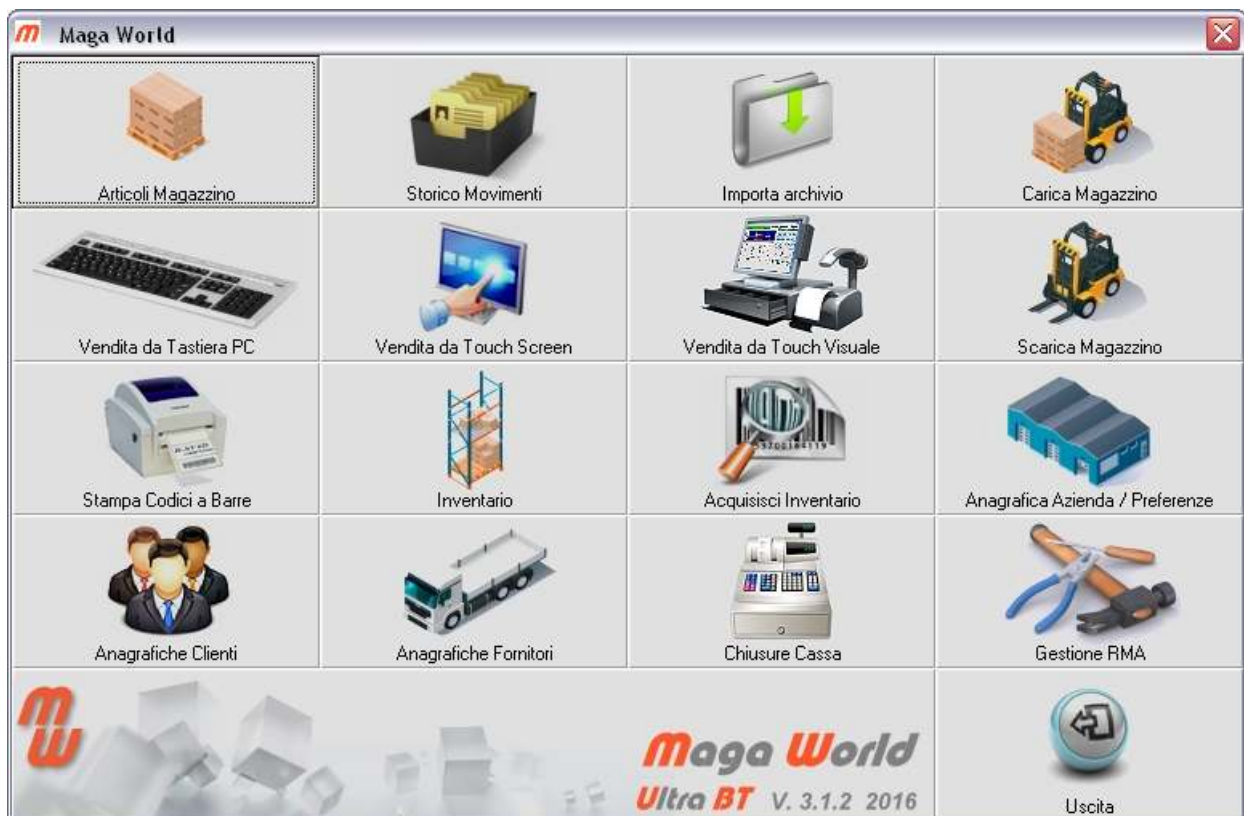 Maga World
Articoli Magazzino
Storico Movimenti
Importa archivio
Carica Magazzino
Vendita da Tastiera PC
Vendita da Touch Screen
Vendita da Touch Visuale
Scarica Magazzino
Stampa Codici a Barre
Inventario
Acquisisci Inventario
Anagrafica Azienda / Preferenze
Anagrafiche Clienti
Anagrafiche Fornitori
Chiusure Cassa
Gestione RMA
Maga World
Ultra BT V. 3.1.2 2016
Uscita